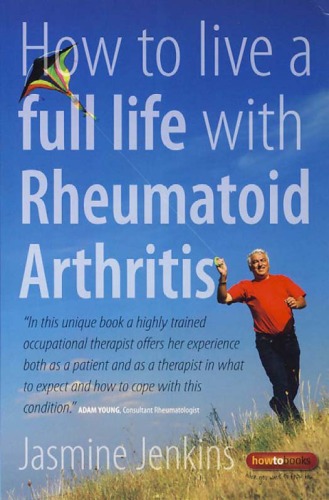 How to live a
full life with
Rheumatoid
Arthritis
“In this unique book a highly trained
occupational therapist offers her experience
both as a patient and as a therapist in what
to expect and how to cope with this
condition.” ADAM YOUNG, Consultant Rheumatologist
Jasmine Jenkins
howtobooks